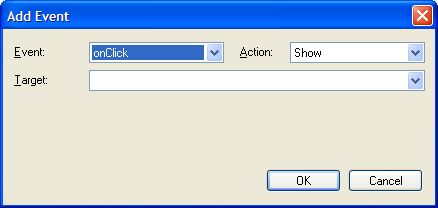 Add Event
Event: onClick Action: Show
Target:
OK Cancel